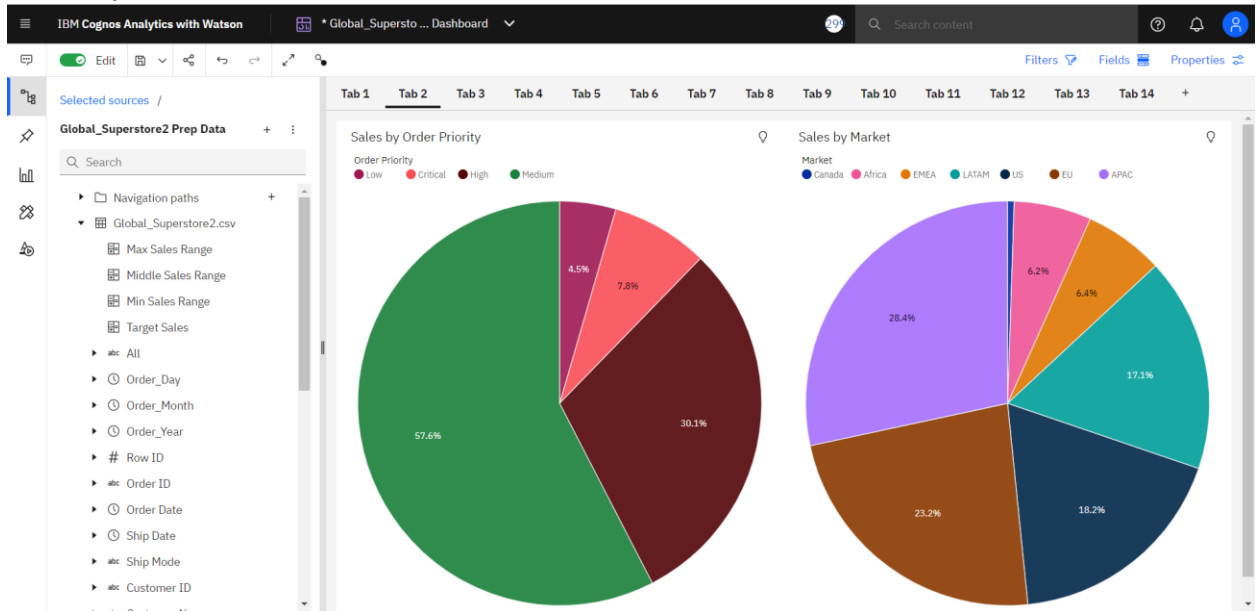 IBM Cognos Analytics with Watson
* Global_Supersto ... Dashboard
299
Search content
Edit
Filters
Fields
Properties
Selected sources /
Global_Superstore2 Prep Data
Search
Navigation paths
Global_Superstore2.csv
Max Sales Range
Middle Sales Range
Min Sales Range
Target Sales
abc All
Order_Day
Order_Month
Order_Year
# Row ID
abc Order ID
Order Date
Ship Date
abc Ship Mode
abc Customer ID
Tab 1 Tab 2 Tab 3 Tab 4 Tab 5 Tab 6 Tab 7 Tab 8 Tab 9 Tab 10 Tab 11 Tab 12 Tab 13 Tab 14 +
Sales by Order Priority
Order Priority
Low Critical High Medium
4.5%
7.8%
30.1%
57.6%
Sales by Market
Market
Canada Africa EMEA LATAM US EU APAC
6.2%
6.4%
28.4%
17.1%
18.2%
23.2%